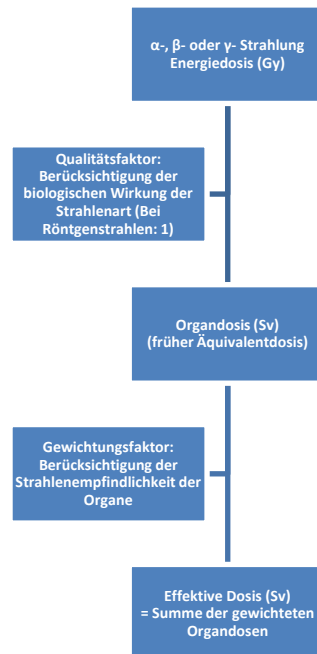 α-, β- oder γ- Strahlung
Energiedosis (Gy)
Qualitätsfaktor:
Berücksichtigung der
biologischen Wirkung der
Strahlenart (Bei
Röntgenstrahlen: 1)
Organdosis (Sv)
(früher Äquivalentdosis)
Gewichtungsfaktor:
Berücksichtigung der
Strahlenempfindlichkeit der
Organe
Effektive Dosis (Sv)
= Summe der gewichteten
Organdosen